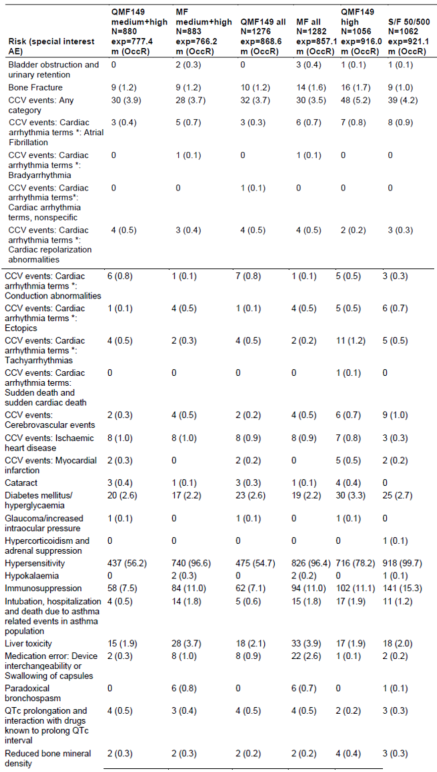 Risk (special interest AE) | QMF149 medium+high N=880 exp=777.4 m (OccR) | MF medium+high N=883 exp=766.2 m (OccR) | QMF149 all N=1276 exp=868.6 m (OccR) | MF all N=1282 exp=857.1 m (OccR) | QMF149 high N=1056 exp=916.0 m (OccR) | S/F 50/500 N=1062 exp=921.1 m (OccR)
Bladder obstruction and urinary retention | 0 | 2 (0.3) | 0 | 3 (0.4) | 1 (0.1) | 1 (0.1)
Bone Fracture | 9 (1.2) | 9 (1.2) | 10 (1.2) | 14 (1.6) | 16 (1.7) | 9 (1.0)
CCV events: Any category | 30 (3.9) | 28 (3.7) | 32 (3.7) | 30 (3.5) | 48 (5.2) | 39 (4.2)
CCV events: Cardiac arrhythmia terms *: Atrial Fibrillation | 3 (0.4) | 5 (0.7) | 3 (0.3) | 6 (0.7) | 7 (0.8) | 8 (0.9)
CCV events: Cardiac arrhythmia terms *: Bradyarrhythmia | 0 | 1 (0.1) | 0 | 1 (0.1) | 0 | 0
CCV events: Cardiac arrhythmia terms*: Cardiac arrhythmia terms, nonspecific | 0 | 0 | 1 (0.1) | 0 | 0 | 0
CCV events: Cardiac arrhythmia terms *: Cardiac repolarization abnormalities | 4 (0.5) | 3 (0.4) | 4 (0.5) | 4 (0.5) | 2 (0.2) | 3 (0.3)
CCV events: Cardiac arrhythmia terms *: Conduction abnormalities | 6 (0.8) | 1 (0.1) | 7 (0.8) | 1 (0.1) | 5 (0.5) | 3 (0.3)
CCV events: Cardiac arrhythmia terms *: Ectopics | 1 (0.1) | 4 (0.5) | 1 (0.1) | 4 (0.5) | 5 (0.5) | 6 (0.7)
CCV events: Cardiac arrhythmia terms *: Tachyarrhythmias | 4 (0.5) | 2 (0.3) | 4 (0.5) | 2 (0.2) | 11 (1.2) | 5 (0.5)
CCV events: Cardiac arrhythmia terms: Sudden death and sudden cardiac death | 0 | 0 | 0 | 0 | 1 (0.1) | 0
CCV events: Cerebrovascular events | 2 (0.3) | 4 (0.5) | 2 (0.2) | 4 (0.5) | 6 (0.7) | 9 (1.0)
CCV events: Ischaemic heart disease | 8 (1.0) | 8 (1.0) | 8 (0.9) | 8 (0.9) | 7 (0.8) | 3 (0.3)
CCV events: Myocardial infarction | 2 (0.3) | 0 | 2 (0.2) | 0 | 5 (0.5) | 2 (0.2)
Cataract | 3 (0.4) | 1 (0.1) | 3 (0.3) | 1 (0.1) | 4 (0.4) | 0
Diabetes mellitus/ hyperglycaemia | 20 (2.6) | 17 (2.2) | 23 (2.6) | 19 (2.2) | 30 (3.3) | 25 (2.7)
Glaucoma/increased intraocular pressure | 1 (0.1) | 0 | 1 (0.1) | 0 | 1 (0.1) | 0
Hypercorticoidism and adrenal suppression | 0 | 0 | 0 | 0 | 0 | 1 (0.1)
Hypersensitivity | 437 (56.2) | 740 (96.6) | 475 (54.7) | 826 (96.4) | 716 (78.2) | 918 (99.7)
Hypokalaemia | 0 | 2 (0.3) | 0 | 2 (0.2) | 0 | 1 (0.1)
Immunosuppression | 58 (7.5) | 84 (11.0) | 62 (7.1) | 94 (11.0) | 102 (11.1) | 141 (15.3)
Intubation, hospitalization and death due to asthma related events in asthma population | 4 (0.5) | 14 (1.8) | 5 (0.6) | 15 (1.8) | 17 (1.9) | 11 (1.2)
Liver toxicity | 15 (1.9) | 28 (3.7) | 18 (2.1) | 33 (3.9) | 17 (1.9) | 18 (2.0)
Medication error: Device interchangeability or Swallowing of capsules | 2 (0.3) | 8 (1.0) | 8 (0.9) | 22 (2.6) | 1 (0.1) | 2 (0.2)
Paradoxical bronchospasm | 0 | 6 (0.8) | 0 | 6 (0.7) | 0 | 1 (0.1)
QTc prolongation and interaction with drugs known to prolong QTc interval | 4 (0.5) | 3 (0.4) | 4 (0.5) | 4 (0.5) | 2 (0.2) | 3 (0.3)
Reduced bone mineral density | 2 (0.3) | 2 (0.3) | 2 (0.2) | 2 (0.2) | 4 (0.4) | 3 (0.3)